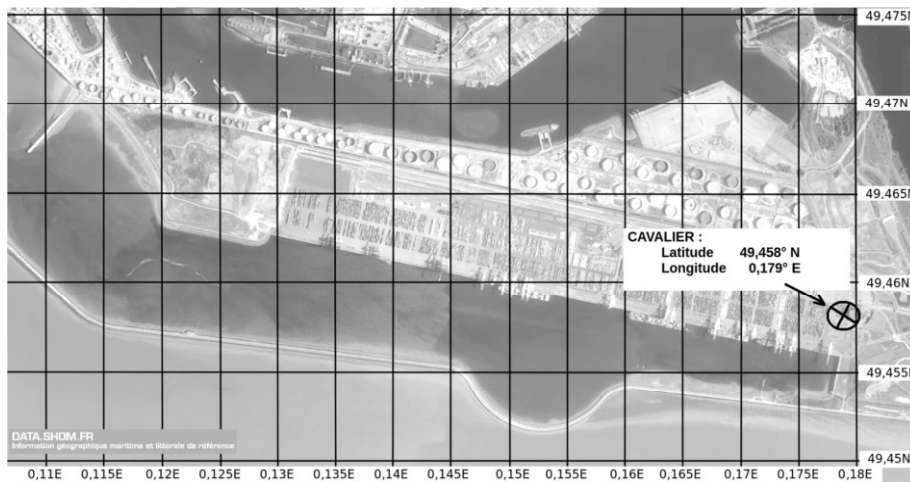 49,475N
49,47N
49,465N
CAVALIER :
Latitude 49,458° N
Longitude 0,179° E
49,46N
49,455N
DATA.SHOM.FR
Information géographique maritime et littorale de référence
49,45N
0,11E 0,115E 0,12E 0,125E 0,13E 0,135E 0,14E 0,145E 0,15E 0,155E 0,16E 0,165E 0,17E 0,175E 0,18E